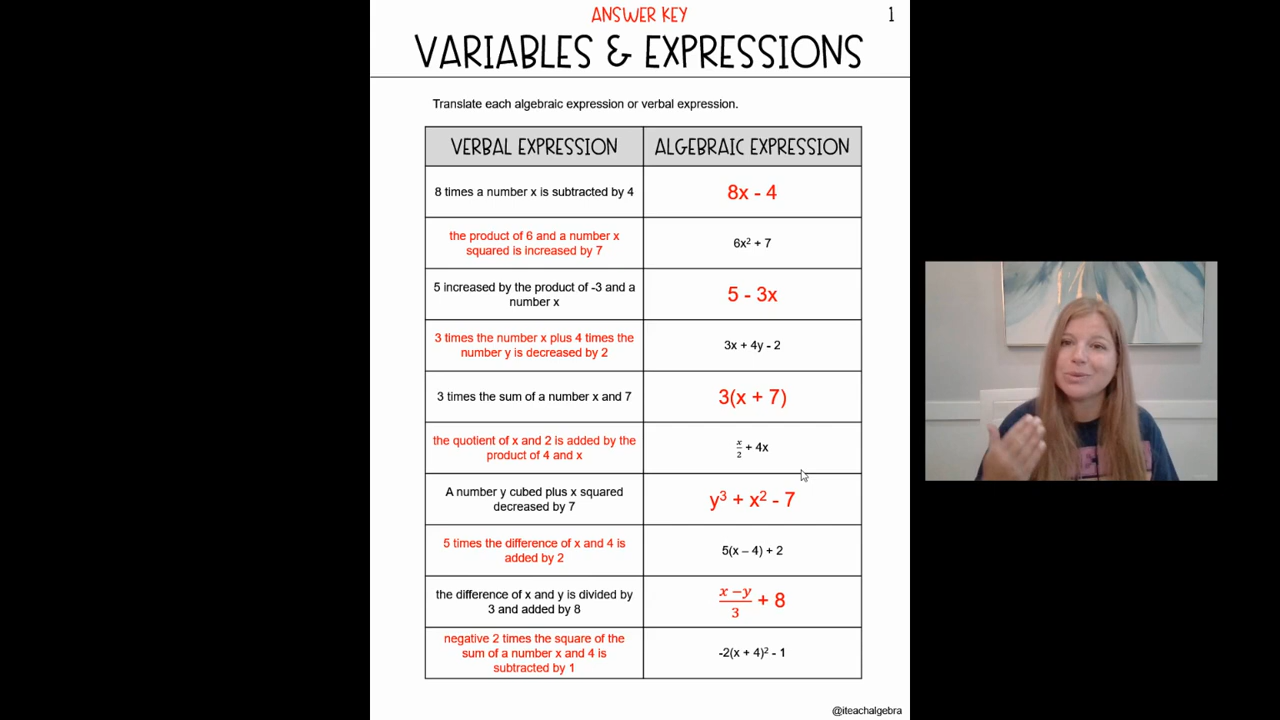 ANSWER KEY
1
VARIABLES & EXPRESSIONS
Translate each algebraic expression or verbal expression.
VERBAL EXPRESSION
ALGEBRAIC EXPRESSION
8 times a number x is subtracted by 4
8x - 4
the product of 6 and a number x
squared is increased by 7
6x² + 7
5 increased by the product of -3 and a
number x
5 - 3x
3 times the number x plus 4 times the
number y is decreased by 2
3x + 4y - 2
3 times the sum of a number x and 7
3(x + 7)
the quotient of x and 2 is added by the
product of 4 and x
x/2 + 4x
A number y cubed plus x squared
decreased by 7
y³ + x² - 7
5 times the difference of x and 4 is
added by 2
5(x – 4) + 2
the difference of x and y is divided by
3 and added by 8
x – y/3 + 8
negative 2 times the square of the
sum of a number x and 4 is
subtracted by 1
-2(x + 4)² - 1
@iteachalgebra